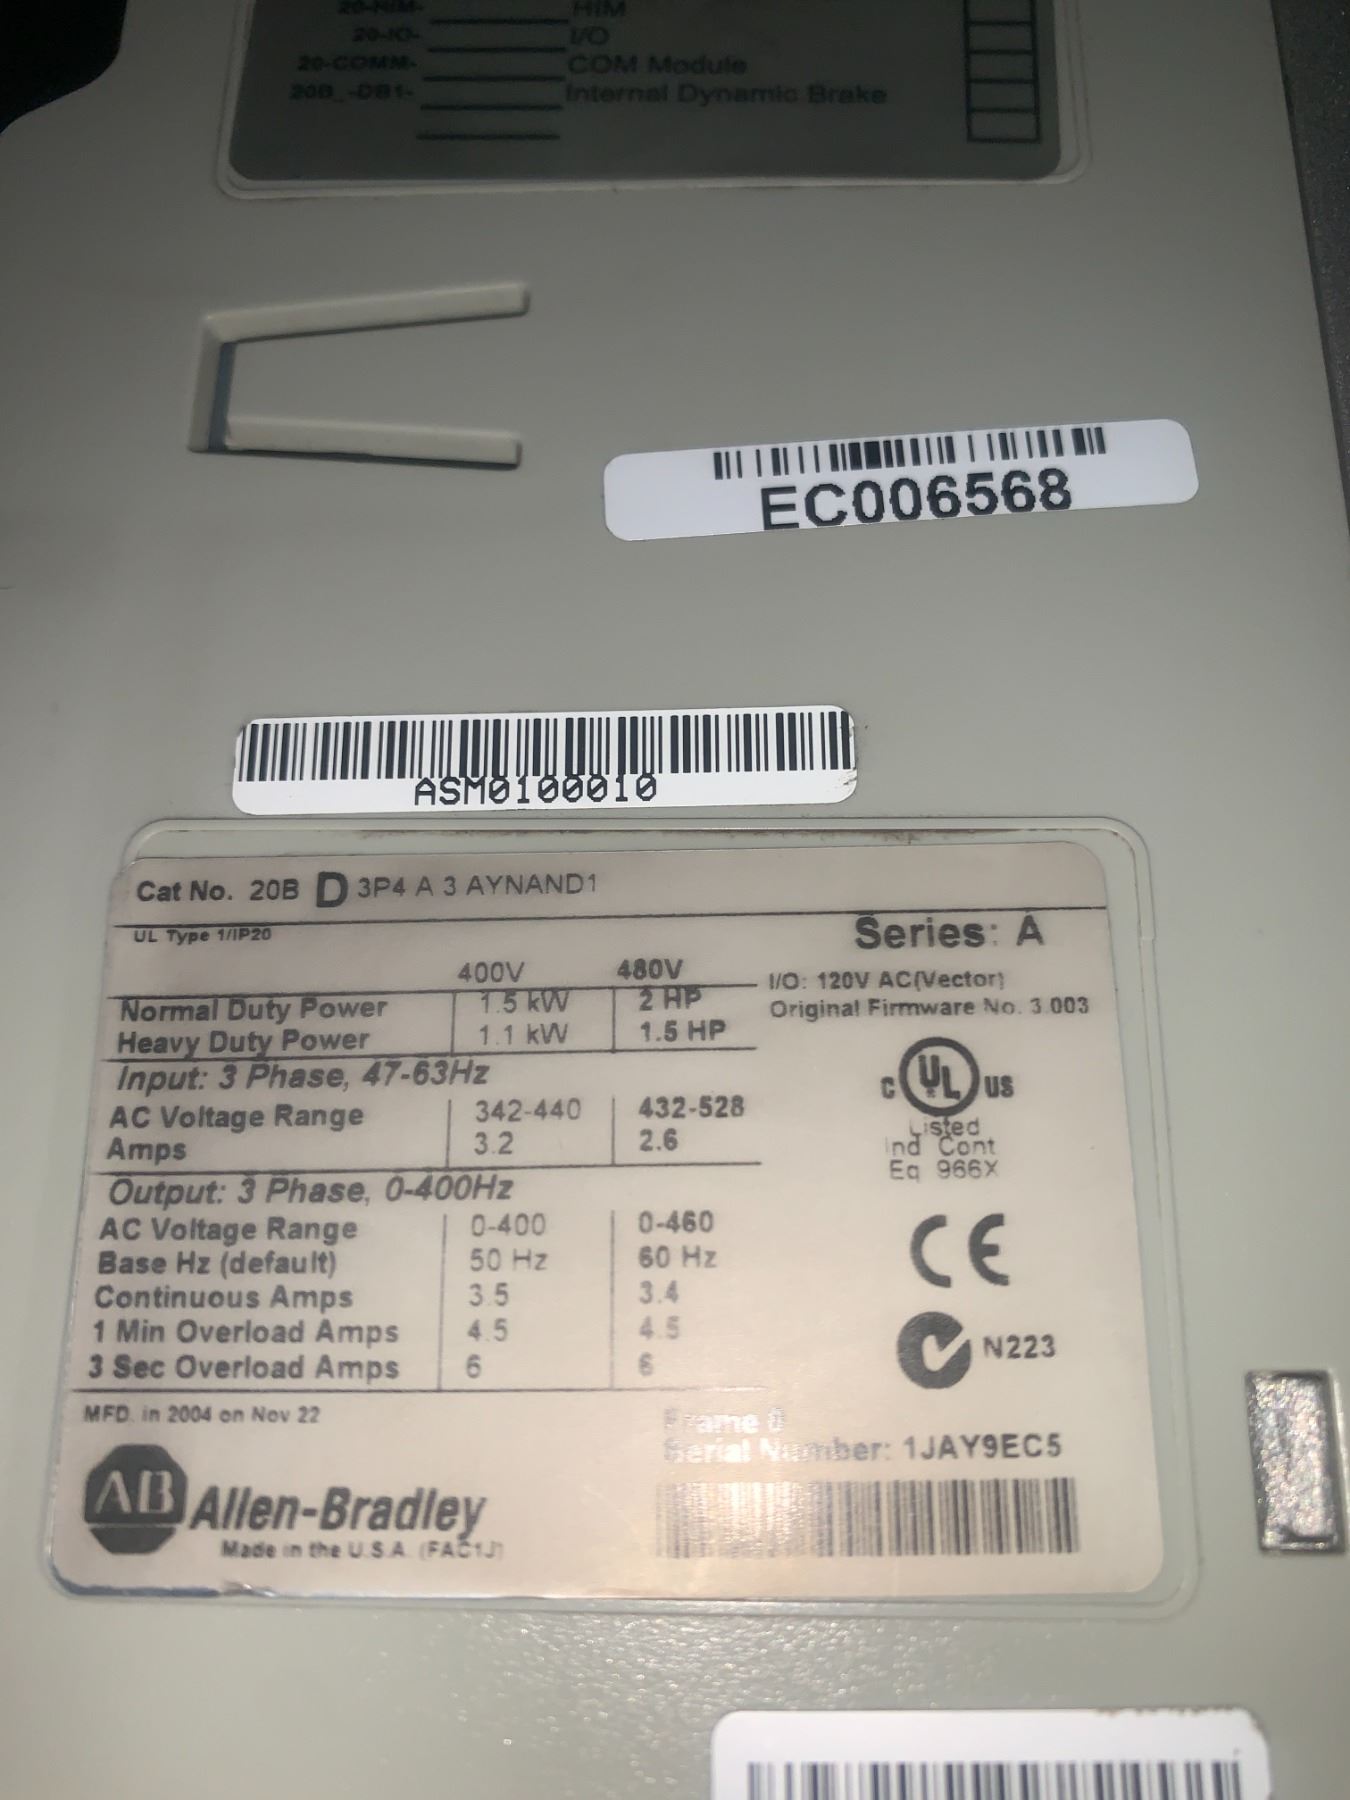 20-HIM- HIM
20-IO- I/O
20-COMM- COM Module
20B_-DB1- Internal Dynamic Brake
EC006568
ASM0100010
Cat No. 20B D 3P4 A 3 AYNAND1
UL Type 1/IP20
Series: A
400V 480V
I/O: 120V AC(Vector)
Normal Duty Power 1.5 kW 2 HP
Original Firmware No. 3.003
Heavy Duty Power 1.1 kW 1.5 HP
Input: 3 Phase, 47-63Hz
C UL US
AC Voltage Range 342-440 432-528
Listed
Amps 3.2 2.6
Ind Cont
Eq 966X
Output: 3 Phase, 0-400Hz
AC Voltage Range 0-400 0-460
CE
Base Hz (default) 50 Hz 60 Hz
Continuous Amps 3.5 3.4
1 Min Overload Amps 4.5 4.5
N223
3 Sec Overload Amps 6 6
MFD. in 2004 on Nov 22
Frame 0
Serial Number: 1JAY9EC5
AB Allen-Bradley
Made in the U.S.A. (FAC1J)